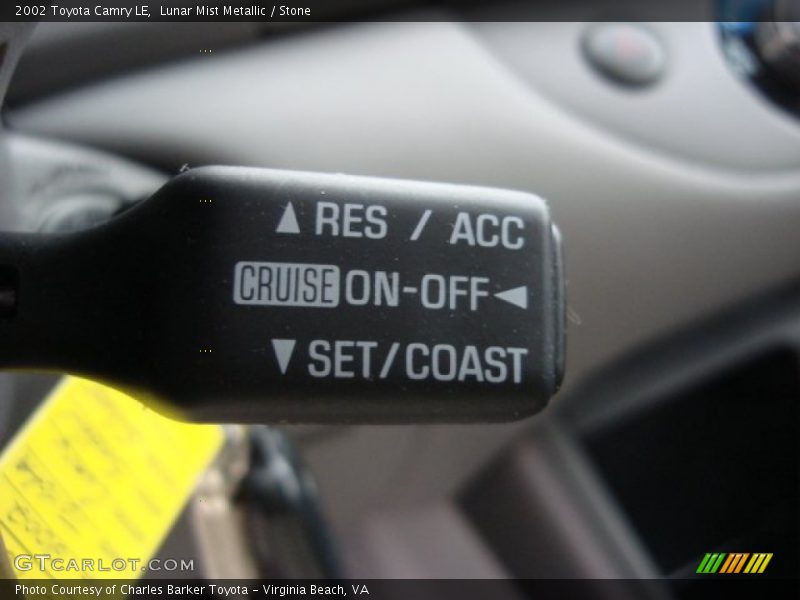 2002 Toyota Camry LE,  Lunar Mist Metallic / Stone
▲ RES / ACC
CRUISE ON-OFF ◄
▼ SET/COAST
GTCARLOT.COM
Photo Courtesy of Charles Barker Toyota - Virginia Beach, VA